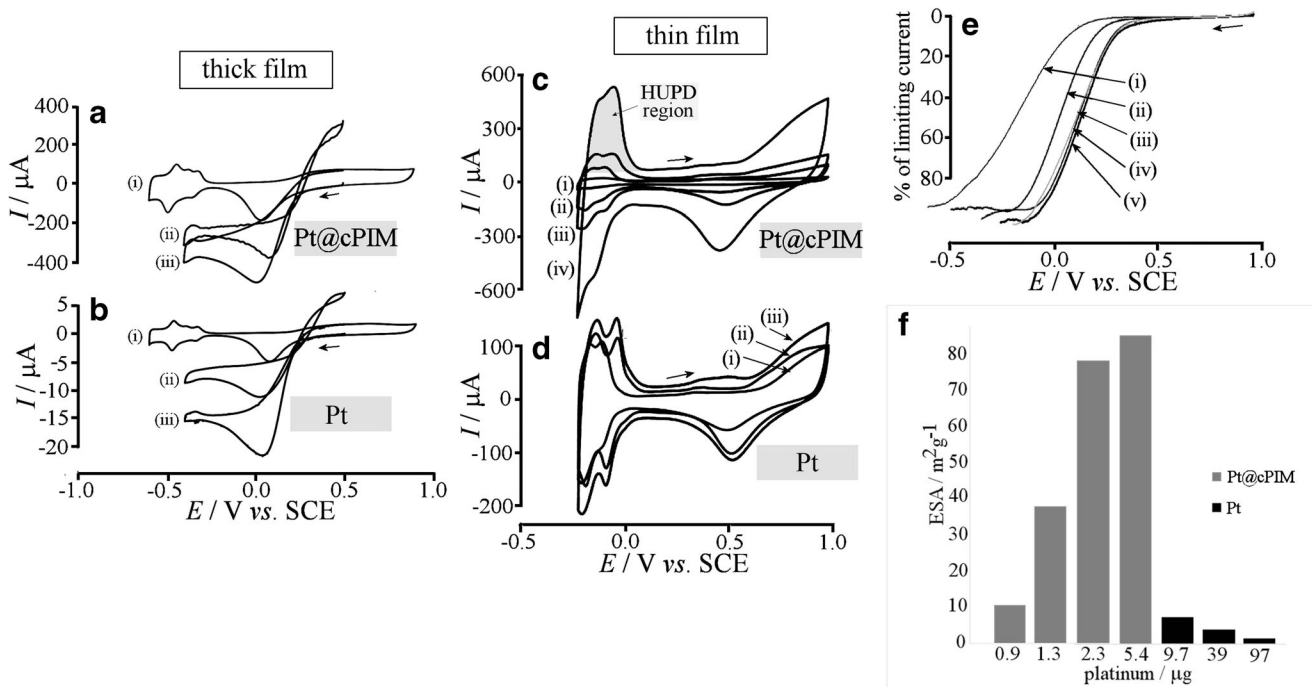 thick film
a
I / μA
400
200
0
-200
-400
(i)
(ii)
(iii)
Pt@cPIM
b
I / μA
5
0
-5
-10
-15
-20
(i)
(ii)
(iii)
Pt
-1.0 -0.5 0.0 0.5 1.0
E / V vs. SCE
thin film
c
I / μA
600
300
0
-300
-600
HUPD
region
(i)
(ii)
(iii)
(iv)
Pt@cPIM
d
I / μA
100
0
-100
-200
(iii)
(ii)
(i)
Pt
-0.5 0.0 0.5 1.0
E / V vs. SCE
e
% of limiting current
0
20
40
60
80
(i)
(ii)
(iii)
(iv)
(v)
-0.5 0.0 0.5 1.0
E / V vs. SCE
f
ESA / m²g⁻¹
80
70
60
50
40
30
20
10
0
Pt@cPIM
Pt
0.9 1.3 2.3 5.4 9.7 39 97
platinum / μg